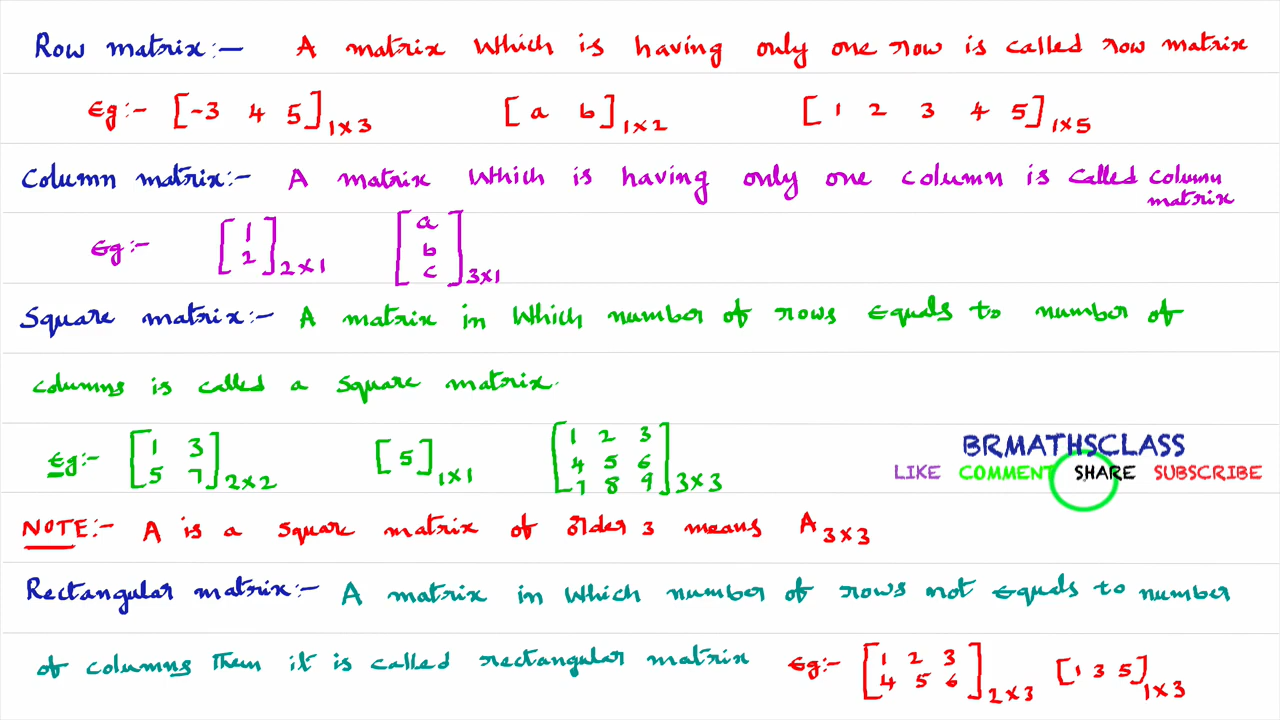 Row matrix:- A matrix which is having only one row is called row matrix
Eg:- [-3 4 5]1×3 [a b]1×2 [1 2 3 4 5]1×5
Column matrix:- A matrix which is having only one column is called column matrix
Eg:- [1
2]2×1 [a
b
c]3×1
Square matrix:- A matrix in which number of rows equals to number of
columns is called a square matrix.
Eg:- [1 3
5 7]2×2 [5]1×1 [1 2 3
4 5 6
7 8 9]3×3
BRMATHSCLASS
LIKE COMMENT SHARE SUBSCRIBE
NOTE:- A is a square matrix of order 3 means A3×3
Rectangular matrix:- A matrix in which number of rows not equals to number
of columns then it is called rectangular matrix Eg:- [1 2 3
4 5 6]2×3 [1 3 5]1×3